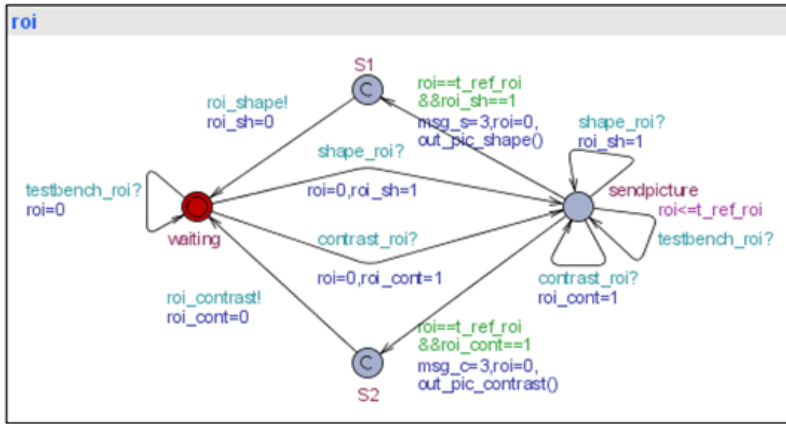 roi
S1
C
roi_shape!
roi_sh=0
roi==t_ref_roi
&&roi_sh==1
msg_s=3,roi=0,
out_pic_shape()
shape_roi?
roi_sh=1
shape_roi?
roi=0,roi_sh=1
testbench_roi?
roi=0
waiting
sendpicture
roi<=t_ref_roi
testbench_roi?
contrast_roi?
roi=0,roi_cont=1
contrast_roi?
roi_cont=1
roi_contrast!
roi_cont=0
roi==t_ref_roi
&&roi_cont==1
msg_c=3,roi=0,
out_pic_contrast()
C
S2